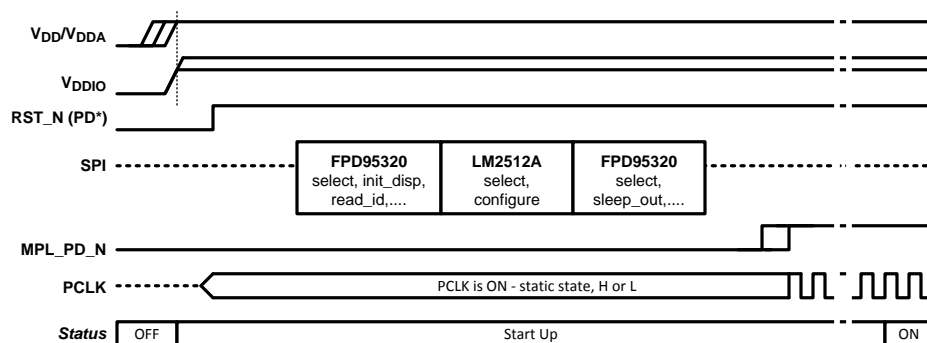 VDD/VDDA
VDDIO
RST_N (PD*)
SPI
FPD95320
select, init_disp,
read_id,....
LM2512A
select,
configure
FPD95320
select,
sleep_out,....
MPL_PD_N
PCLK
PCLK is ON - static state, H or L
Status
OFF
Start Up
ON